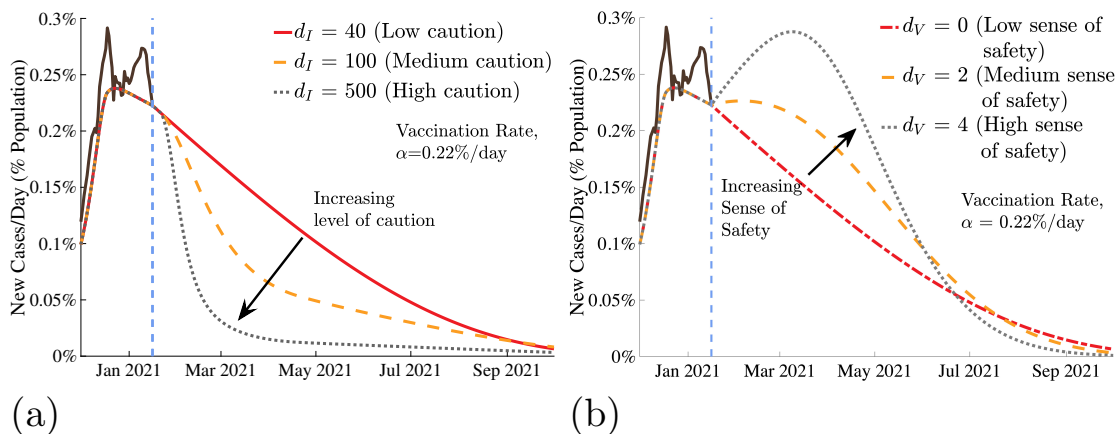 0.3%
0.25%
0.2%
0.15%
0.1%
0.05%
0%
New Cases/Day (% Population)
d_I = 40 (Low caution)
d_I = 100 (Medium caution)
d_I = 500 (High caution)
Vaccination Rate,
α=0.22%/day
Increasing
level of caution
Jan 2021 Mar 2021 May 2021 Jul 2021 Sep 2021
(a)
0.3%
0.25%
0.2%
0.15%
0.1%
0.05%
0%
New Cases/Day (% Population)
d_V = 0 (Low sense of
safety)
d_V = 2 (Medium sense
of safety)
d_V = 4 (High sense
of safety)
Increasing
Sense of
Safety
Vaccination Rate,
α = 0.22%/day
Jan 2021 Mar 2021 May 2021 Jul 2021 Sep 2021
(b)